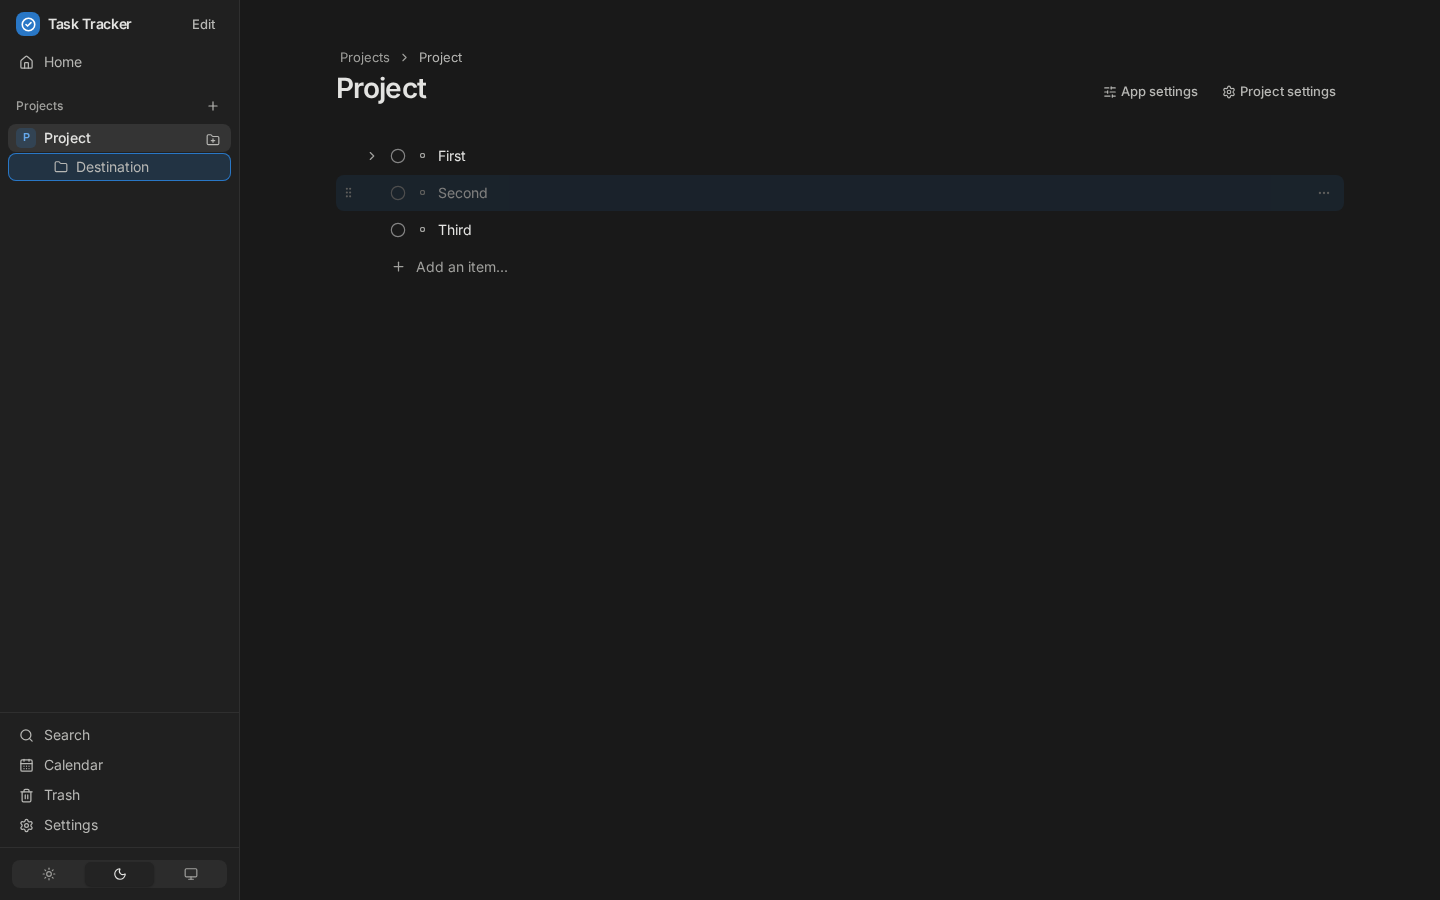 Task Tracker
Edit
Home
Projects
P
Project
Destination
Search
Calendar
Trash
Settings
Projects
Project
Project
App settings
Project settings
First
Second
Third
Add an item...